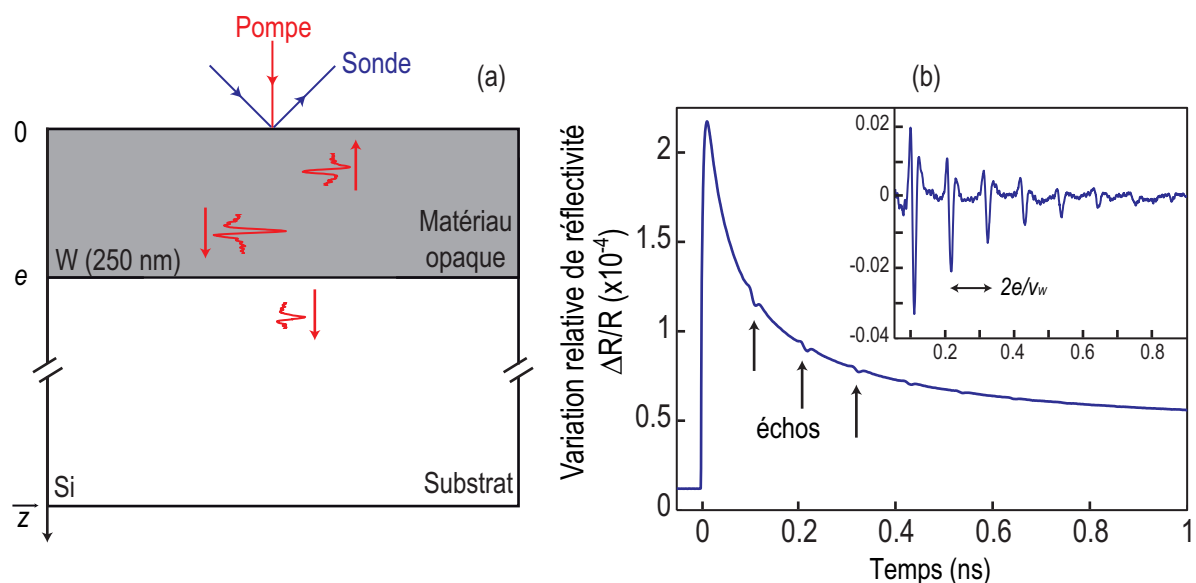 Pompe
Sonde
(a)
0
Matériau
opaque
W (250 nm)
e
Si
Substrat
z
(b)
Variation relative de réflectivité
ΔR/R (x10⁻⁴)
2
1.5
1
0.5
0
0 0.2 0.4 0.6 0.8 1
Temps (ns)
échos
0.02
0
-0.02
-0.04
0.2 0.4 0.6 0.8
2e/vw